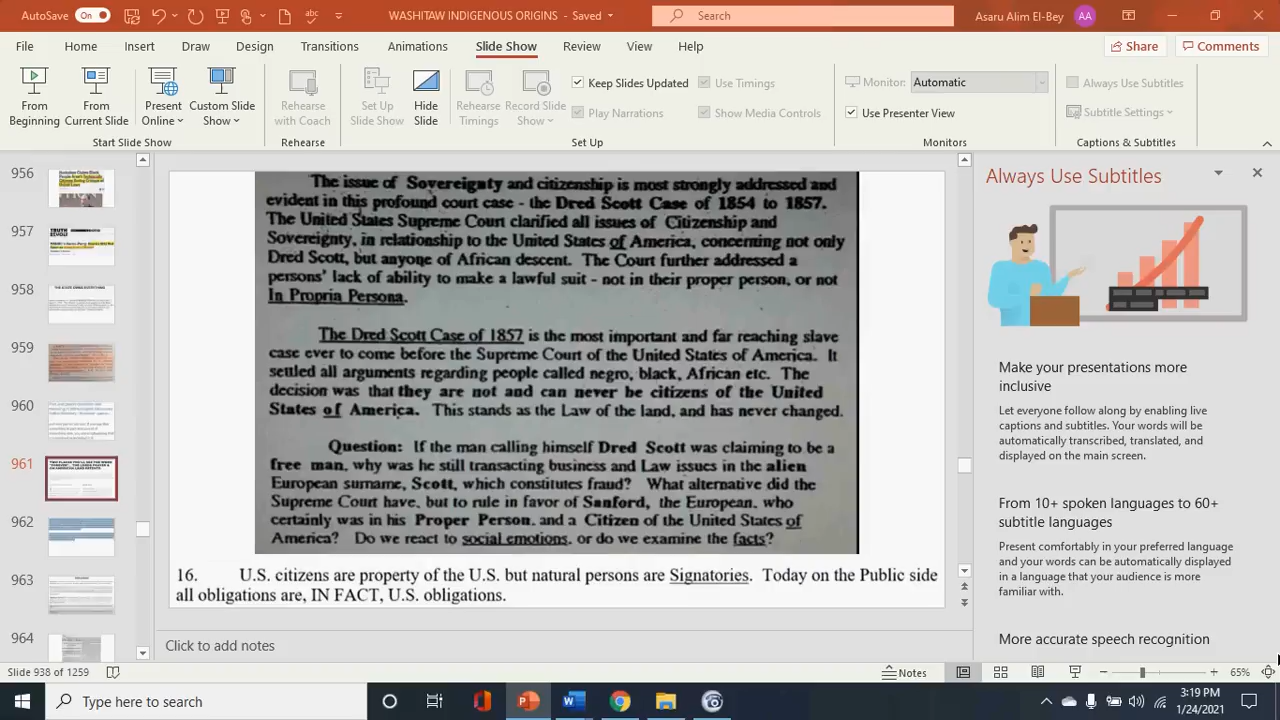 AutoSave On WASHITAW INDIGENOUS ORIGINS - Saved Search Asaru Alim El-Bey AA
File Home Insert Draw Design Transitions Animations Slide Show Review View Help Share Comments
From Beginning
From Current Slide
Present Online
Custom Slide Show
Start Slide Show
Rehearse with Coach
Rehearse
Set Up Slide Show
Hide Slide
Rehearse Timings
Record Slide Show
Keep Slides Updated
Play Narrations
Use Timings
Show Media Controls
Set Up
Monitor: Automatic
Use Presenter View
Monitors
Always Use Subtitles
Subtitle Settings
Captions & Subtitles
956
957
958
959
960
961
962
963
964
The issue of Sovereignty and citizenship is most strongly addressed and
evident in this profound court case - the Dred Scott Case of 1854 to 1857.
The United States Supreme Court clarified all issues of Citizenship and
Sovereignty, in relationship to the United States of America, concerning not only
Dred Scott, but anyone of African descent. The Court further addressed a
persons' lack of ability to make a lawful suit - not in their proper person, or not
In Propria Persona.
The Dred Scott Case of 1857 is the most important and far reaching slave
case ever to come before the Supreme Court of the United States of America. It
settled all arguments regarding people called negro, black, African etc. The
decision was that they are not and can never be citizens of the United
States of America. This stands as the Law of the land, and has never changed.
Question: If the man calling himself Dred Scott was claiming to be a
free man, why was he still transacting business and Law issues in the alien
European surname, Scott, which constitutes fraud? What alternative did the
Supreme Court have, but to rule in favor of Sanford, the European, who
certainly was in his Proper Person, and a Citizen of the United States of
America? Do we react to social emotions, or do we examine the facts?
16. U.S. citizens are property of the U.S. but natural persons are Signatories. Today on the Public side
all obligations are, IN FACT, U.S. obligations.
Click to add notes
Always Use Subtitles
Make your presentations more
inclusive
Let everyone follow along by enabling live
captions and subtitles. Your words will be
automatically transcribed, translated, and
displayed on the main screen.
From 10+ spoken languages to 60+
subtitle languages
Present comfortably in your preferred language
and your words can be automatically displayed
in a language that your audience is more
familiar with.
More accurate speech recognition
Slide 938 of 1259 Notes 65%
Type here to search
3:19 PM
1/24/2021